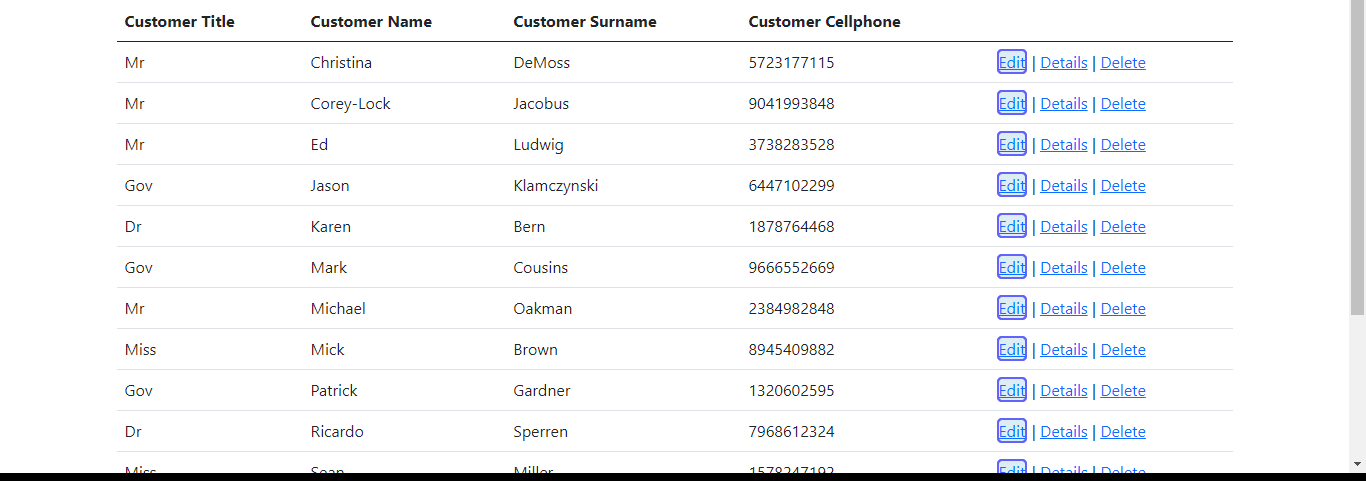 Customer Title Customer Name Customer Surname Customer Cellphone
Mr Christina DeMoss 5723177115 Edit | Details | Delete
Mr Corey-Lock Jacobus 9041993848 Edit | Details | Delete
Mr Ed Ludwig 3738283528 Edit | Details | Delete
Gov Jason Klamczynski 6447102299 Edit | Details | Delete
Dr Karen Bern 1878764468 Edit | Details | Delete
Gov Mark Cousins 9666552669 Edit | Details | Delete
Mr Michael Oakman 2384982848 Edit | Details | Delete
Miss Mick Brown 8945409882 Edit | Details | Delete
Gov Patrick Gardner 1320602595 Edit | Details | Delete
Dr Ricardo Sperren 7968612324 Edit | Details | Delete
Miss Sean Miller 1578247192 Edit | Details | Delete